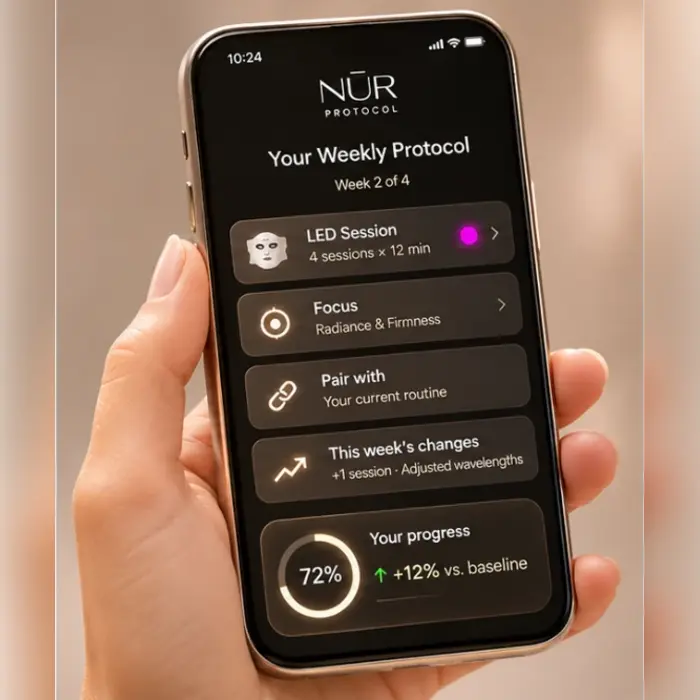 10:24
NŪR
PROTOCOL
Your Weekly Protocol
Week 2 of 4
LED Session
4 sessions × 12 min
Focus
Radiance & Firmness
Pair with
Your current routine
This week's changes
+1 session · Adjusted wavelengths
Your progress
72%
↑ +12% vs. baseline